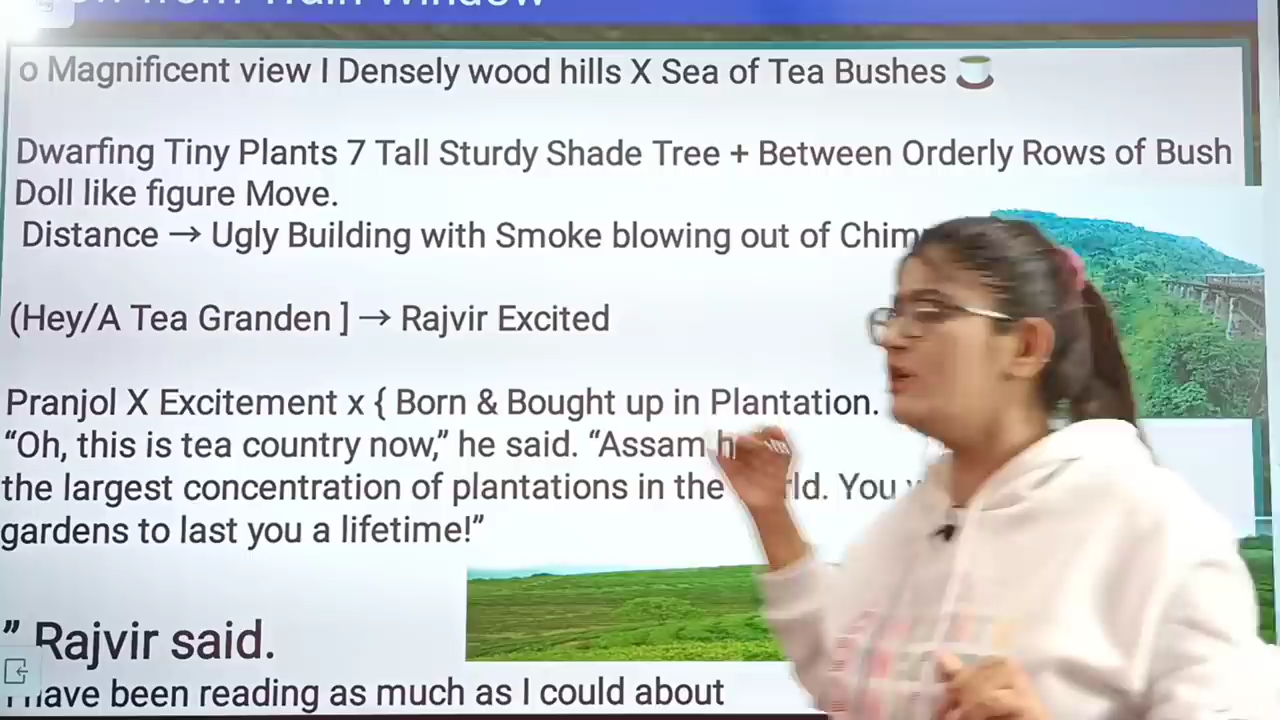 from Train Window
o Magnificent view I Densely wood hills X Sea of Tea Bushes
Dwarfing Tiny Plants 7 Tall Sturdy Shade Tree + Between Orderly Rows of Bush
Doll like figure Move.
Distance → Ugly Building with Smoke blowing out of
(Hey/A Tea Granden ] → Rajvir Excited
Pranjol X Excitement x { Born & Bought up in Plantation.
“Oh, this is tea country now,” he said. “Assam
the largest concentration of plantations in the You
gardens to last you a lifetime!”
” Rajvir said.
have been reading as much as I could about